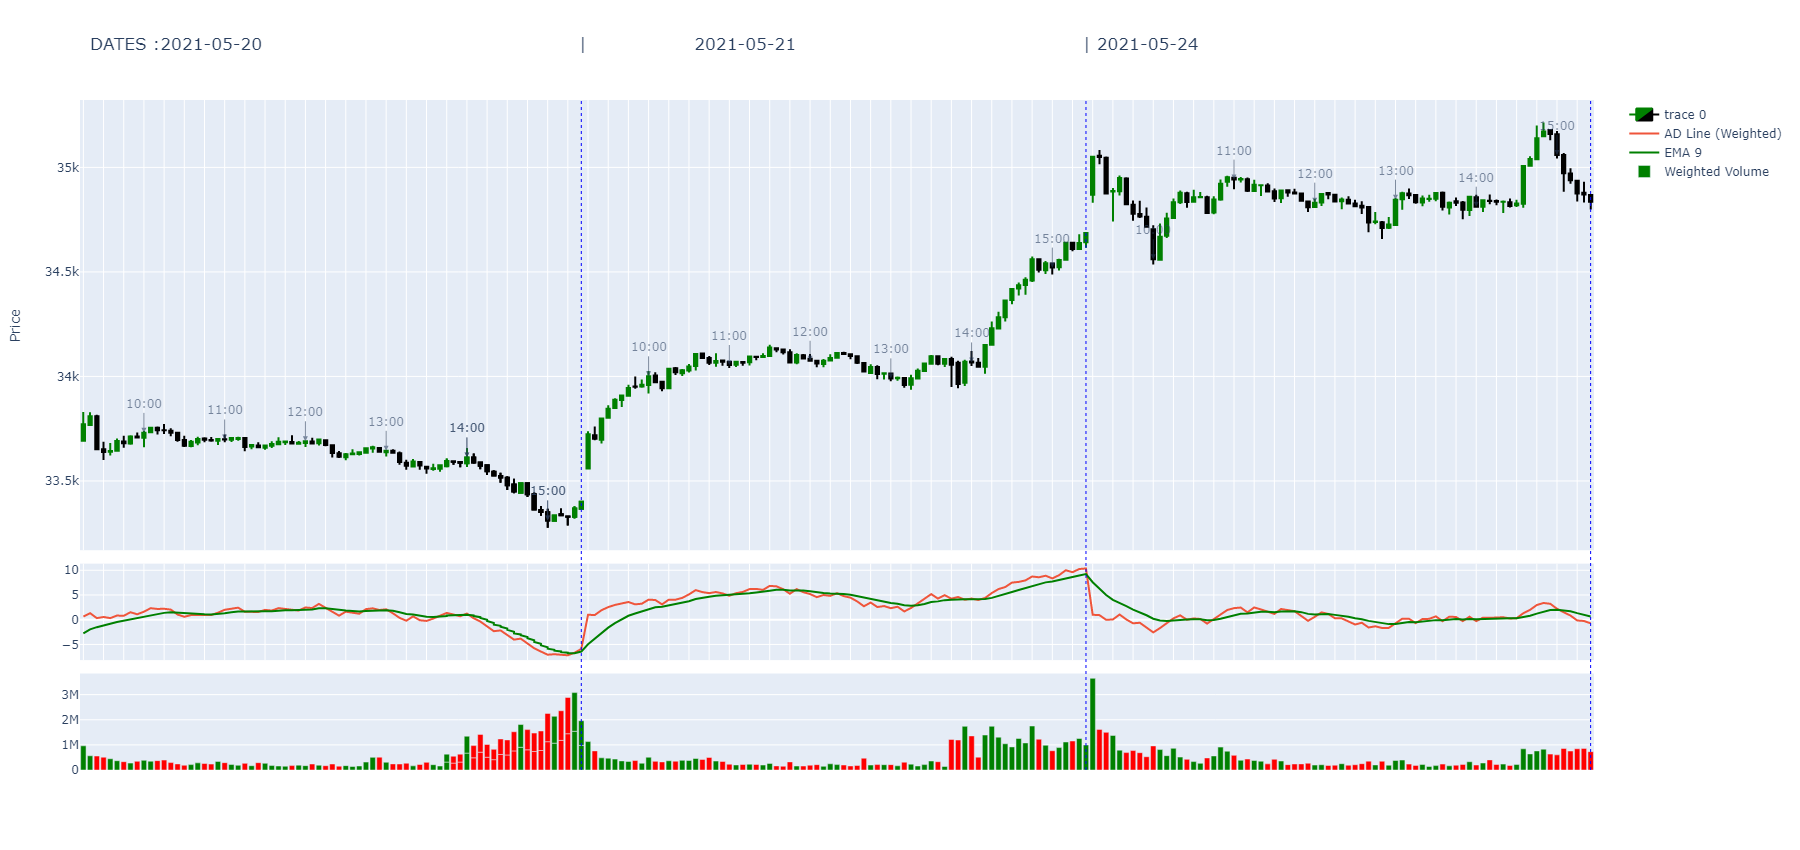 DATES :2021-05-20 | 2021-05-21 | 2021-05-24
trace 0
AD Line (Weighted)
EMA 9
Weighted Volume
Price
35k
34.5k
34k
33.5k
10:00
11:00
12:00
13:00
14:00
15:00
10:00
11:00
12:00
13:00
14:00
15:00
10:00
11:00
12:00
13:00
14:00
15:00
10
5
0
−5
3M
2M
1M
0